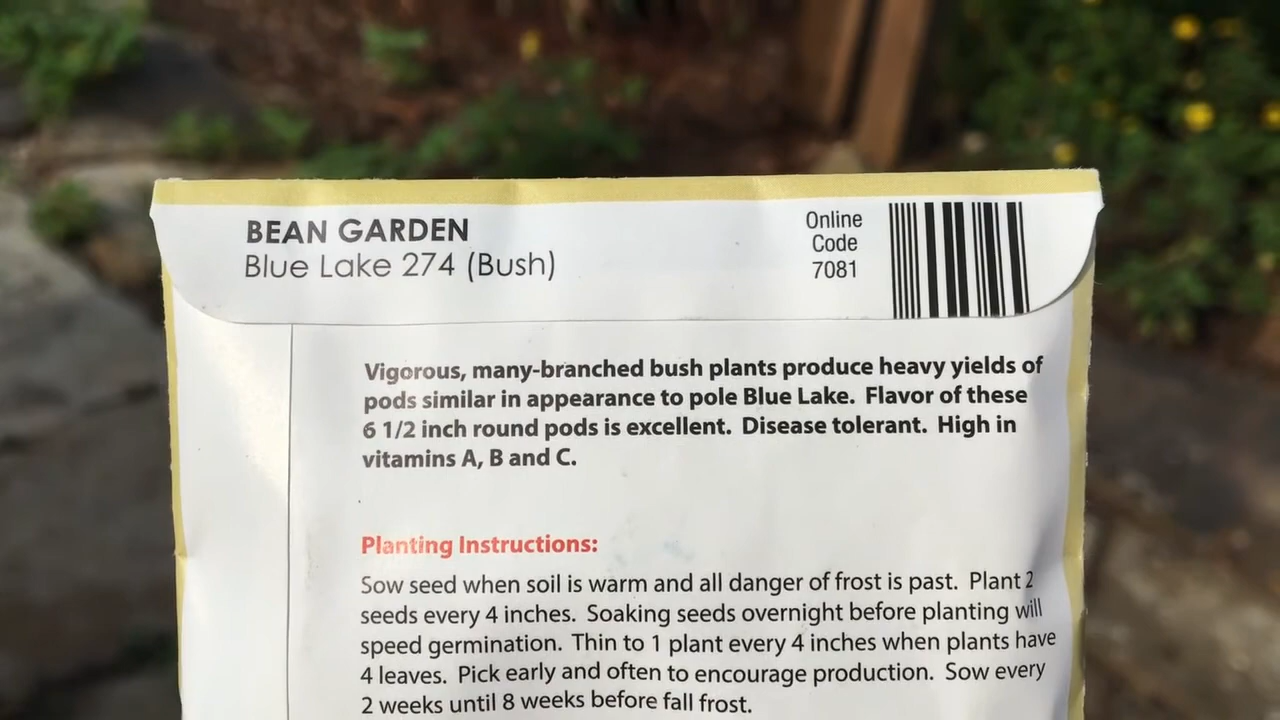 BEAN GARDEN
Blue Lake 274 (Bush)
Online
Code
7081
Vigorous, many-branched bush plants produce heavy yields of
pods similar in appearance to pole Blue Lake.  Flavor of these
6 1/2 inch round pods is excellent.  Disease tolerant.  High in
vitamins A, B and C.
Planting Instructions:
Sow seed when soil is warm and all danger of frost is past.  Plant 2
seeds every 4 inches.  Soaking seeds overnight before planting will
speed germination.  Thin to 1 plant every 4 inches when plants have
4 leaves.  Pick early and often to encourage production.  Sow every
2 weeks until 8 weeks before fall frost.